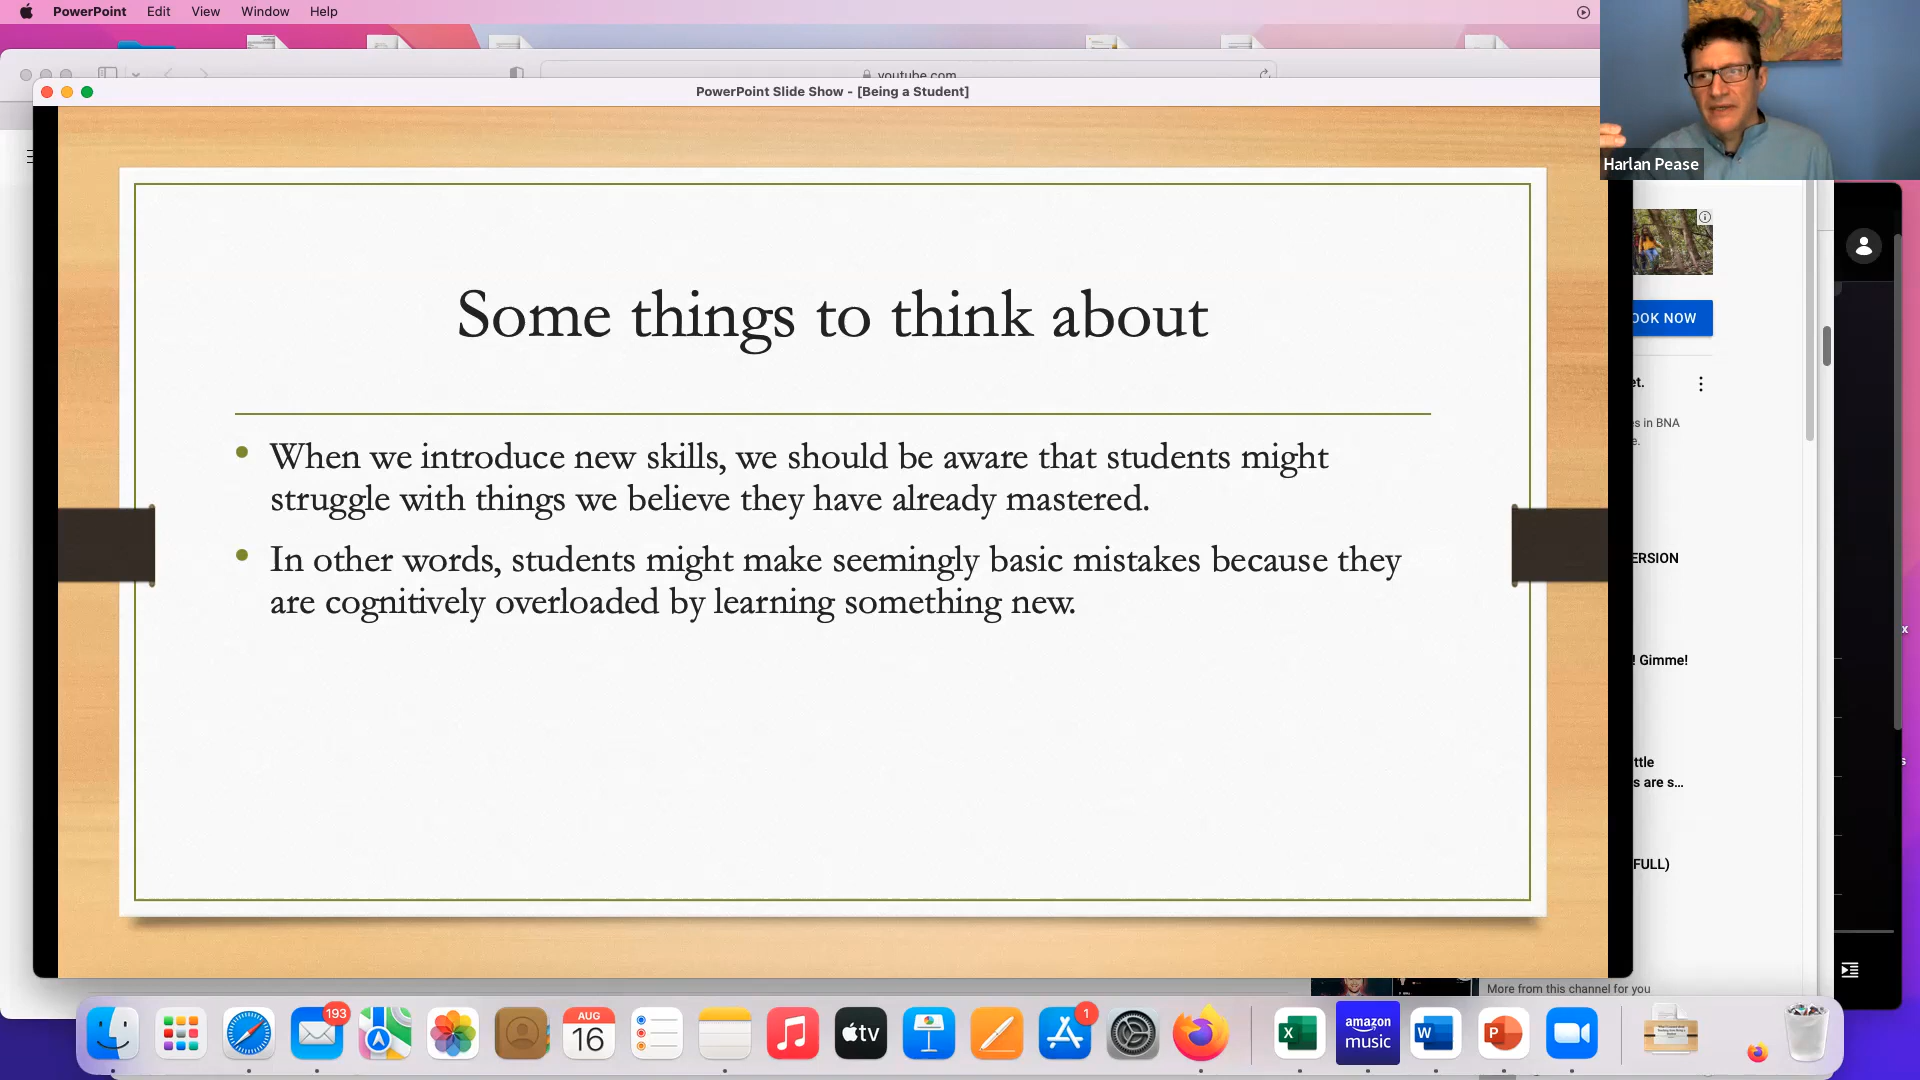 PowerPoint Edit View Window Help
youtube.com
PowerPoint Slide Show - [Being a Student]
Harlan Pease
Some things to think about
When we introduce new skills, we should be aware that students might
struggle with things we believe they have already mastered.
In other words, students might make seemingly basic mistakes because they
are cognitively overloaded by learning something new.
OOK NOW
et.
es in BNA
e.
ERSION
! Gimme!
ttle
s are s...
FULL)
More from this channel for you
x
s
193
AUG
16
tv
1
X
amazon
music
W
P